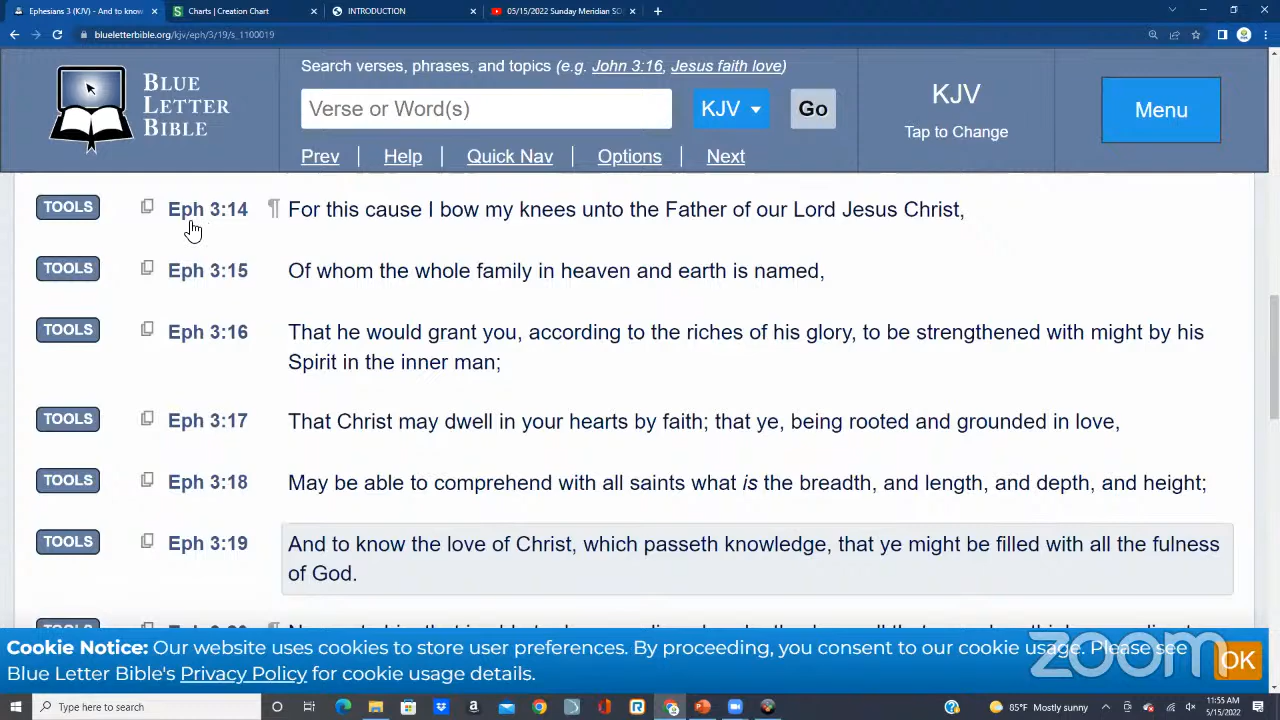 Ephesians 3 (KJV) - And to know
Charts | Creation Chart
INTRODUCTION
05/15/2022 Sunday Meridian SO
blueletterbible.org/kjv/eph/3/19/s_1100019
BLUE
LETTER
BIBLE
Search verses, phrases, and topics (e.g. John 3:16, Jesus faith love)
Verse or Word(s)
KJV
Go
KJV
Tap to Change
Menu
Prev | Help | Quick Nav | Options | Next
TOOLS Eph 3:14 ¶ For this cause I bow my knees unto the Father of our Lord Jesus Christ,
TOOLS Eph 3:15 Of whom the whole family in heaven and earth is named,
TOOLS Eph 3:16 That he would grant you, according to the riches of his glory, to be strengthened with might by his
Spirit in the inner man;
TOOLS Eph 3:17 That Christ may dwell in your hearts by faith; that ye, being rooted and grounded in love,
TOOLS Eph 3:18 May be able to comprehend with all saints what is the breadth, and length, and depth, and height;
TOOLS Eph 3:19 And to know the love of Christ, which passeth knowledge, that ye might be filled with all the fulness
of God.
Cookie Notice: Our website uses cookies to store user preferences. By proceeding, you consent to our cookie usage. Please see
Blue Letter Bible's Privacy Policy for cookie usage details.
OK
zoom
Type here to search
85°F Mostly sunny
11:55 AM
5/15/2022